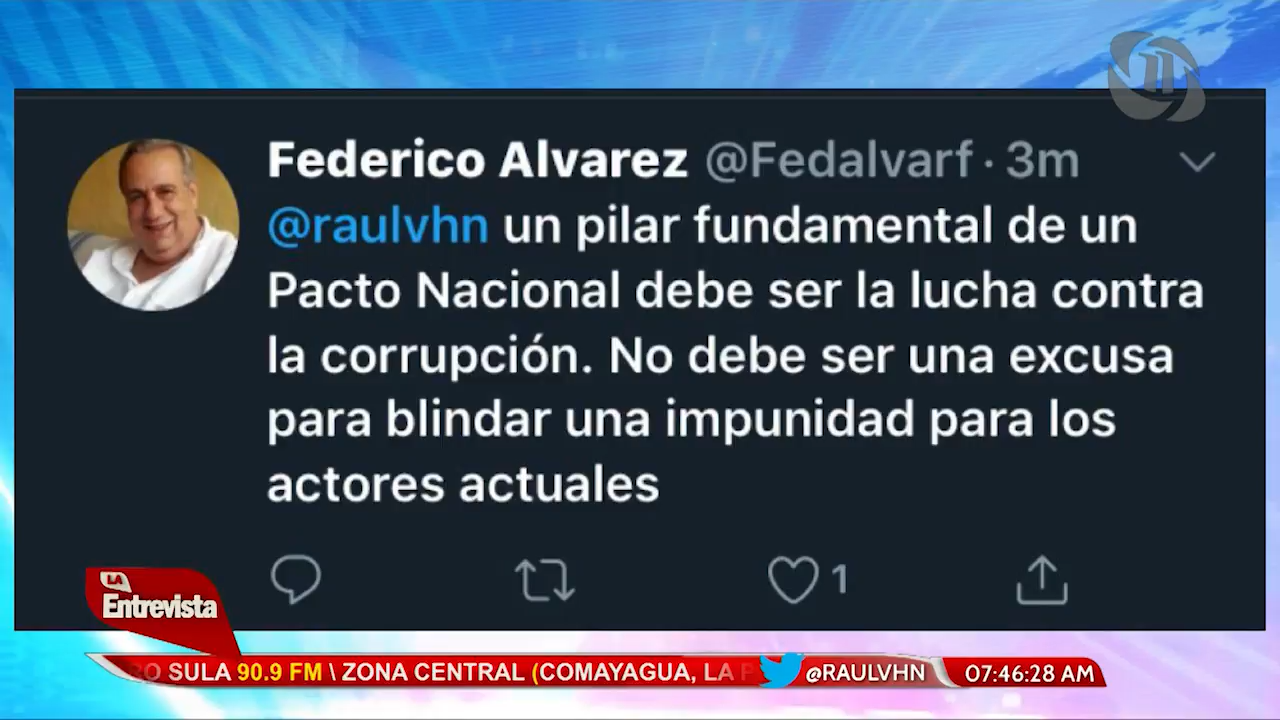 Federico Alvarez @Fedalvarf · 3m
@raulvhn un pilar fundamental de un
Pacto Nacional debe ser la lucha contra
la corrupción. No debe ser una excusa
para blindar una impunidad para los
actores actuales
1
LA
Entrevista
RO SULA 90.9 FM \ ZONA CENTRAL (COMAYAGUA, LA P
@RAULVHN
07:46:28 AM